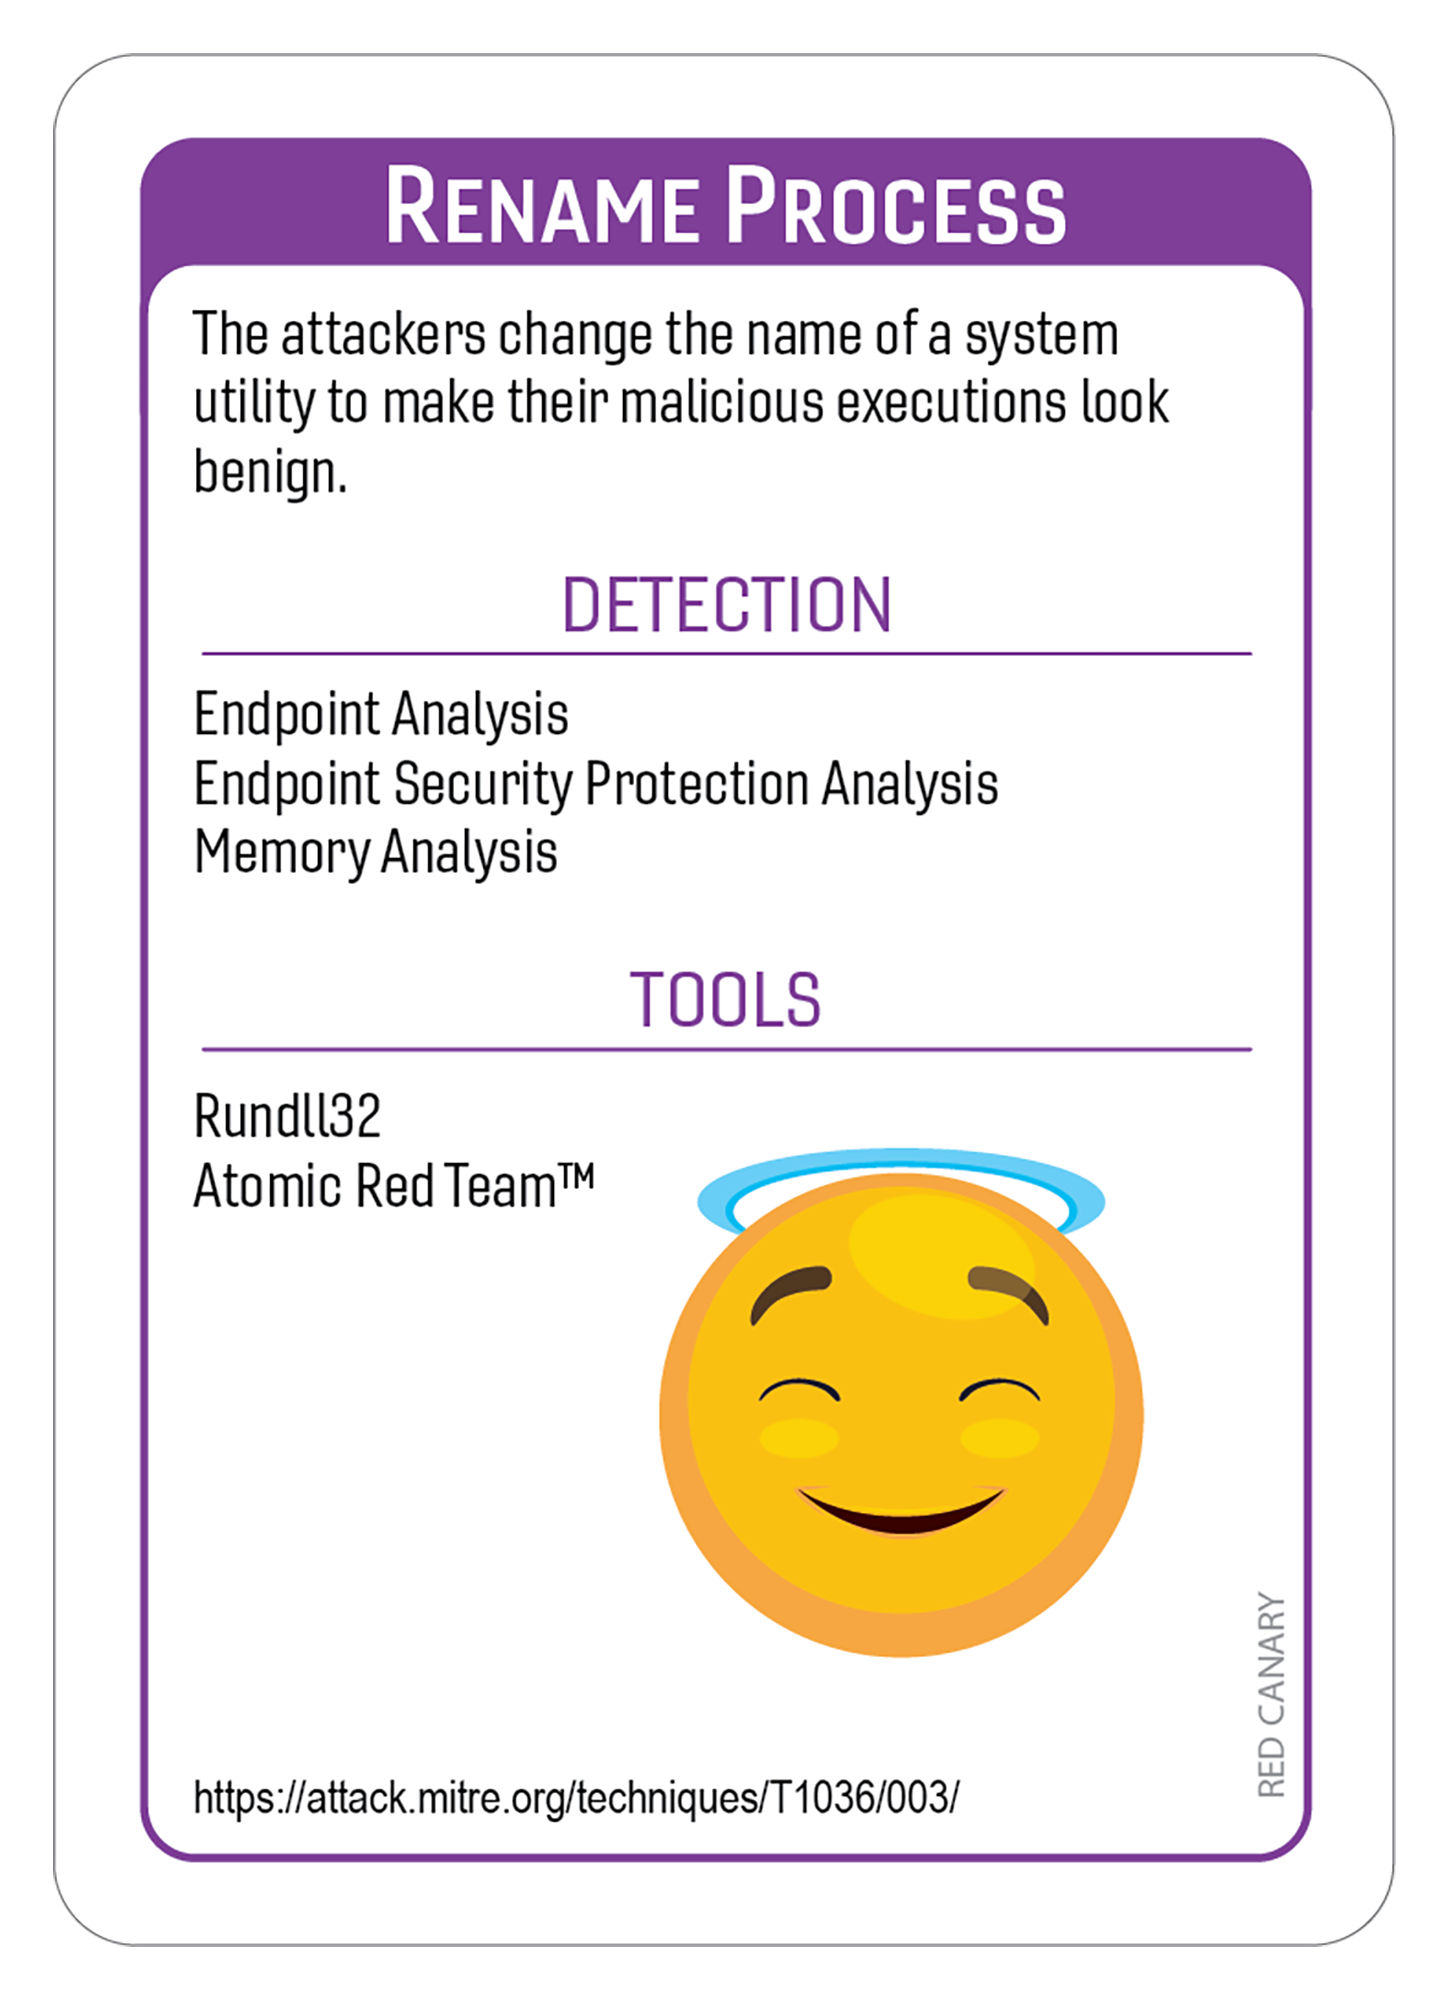 RENAME PROCESS
The attackers change the name of a system
utility to make their malicious executions look
benign.
DETECTION
Endpoint Analysis
Endpoint Security Protection Analysis
Memory Analysis
TOOLS
Rundll32
Atomic Red Team™
RED CANARY
https://attack.mitre.org/techniques/T1036/003/